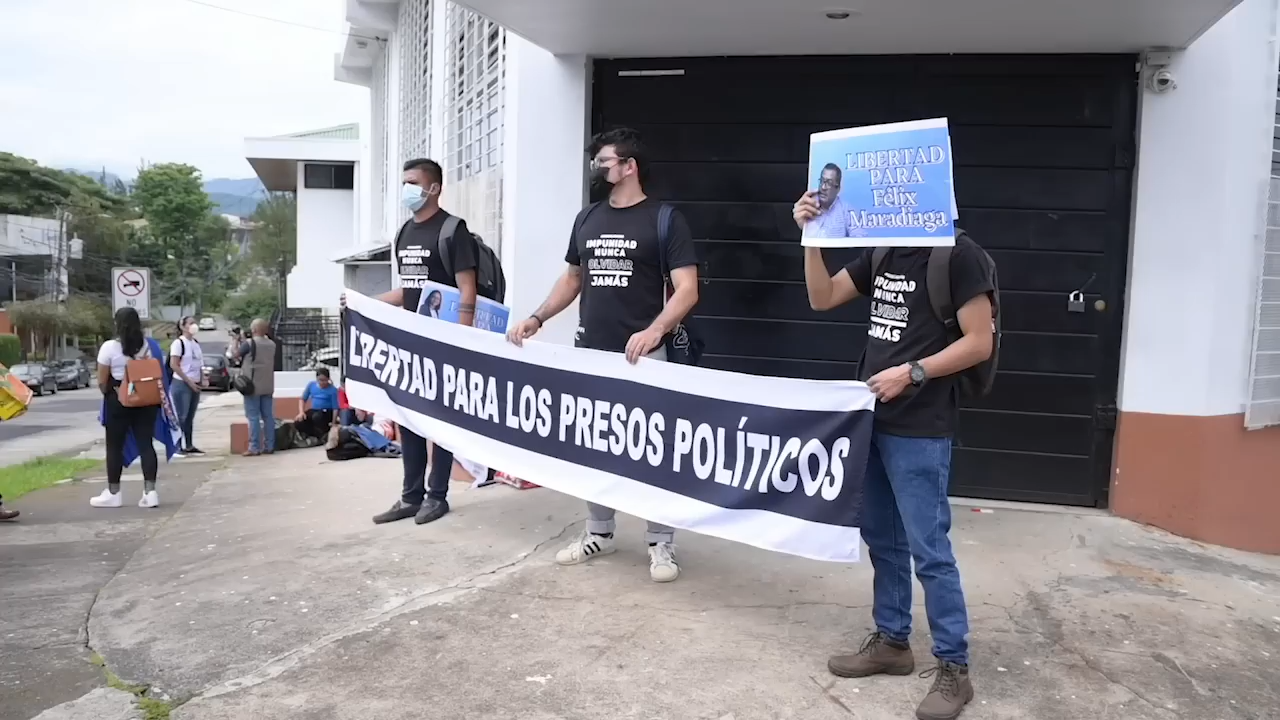 NO
IMPUNIDAD
NUNCA
OLVIDAR
JAMÁS
IMPUNIDAD
NUNCA
OLVIDAR
JAMÁS
IMPUNIDAD
NUNCA
OLVIDAR
JAMÁS
LIBERTAD
PARA
Félix
Maradiaga
LIBERTAD
LIBERTAD PARA LOS PRESOS POLÍTICOS